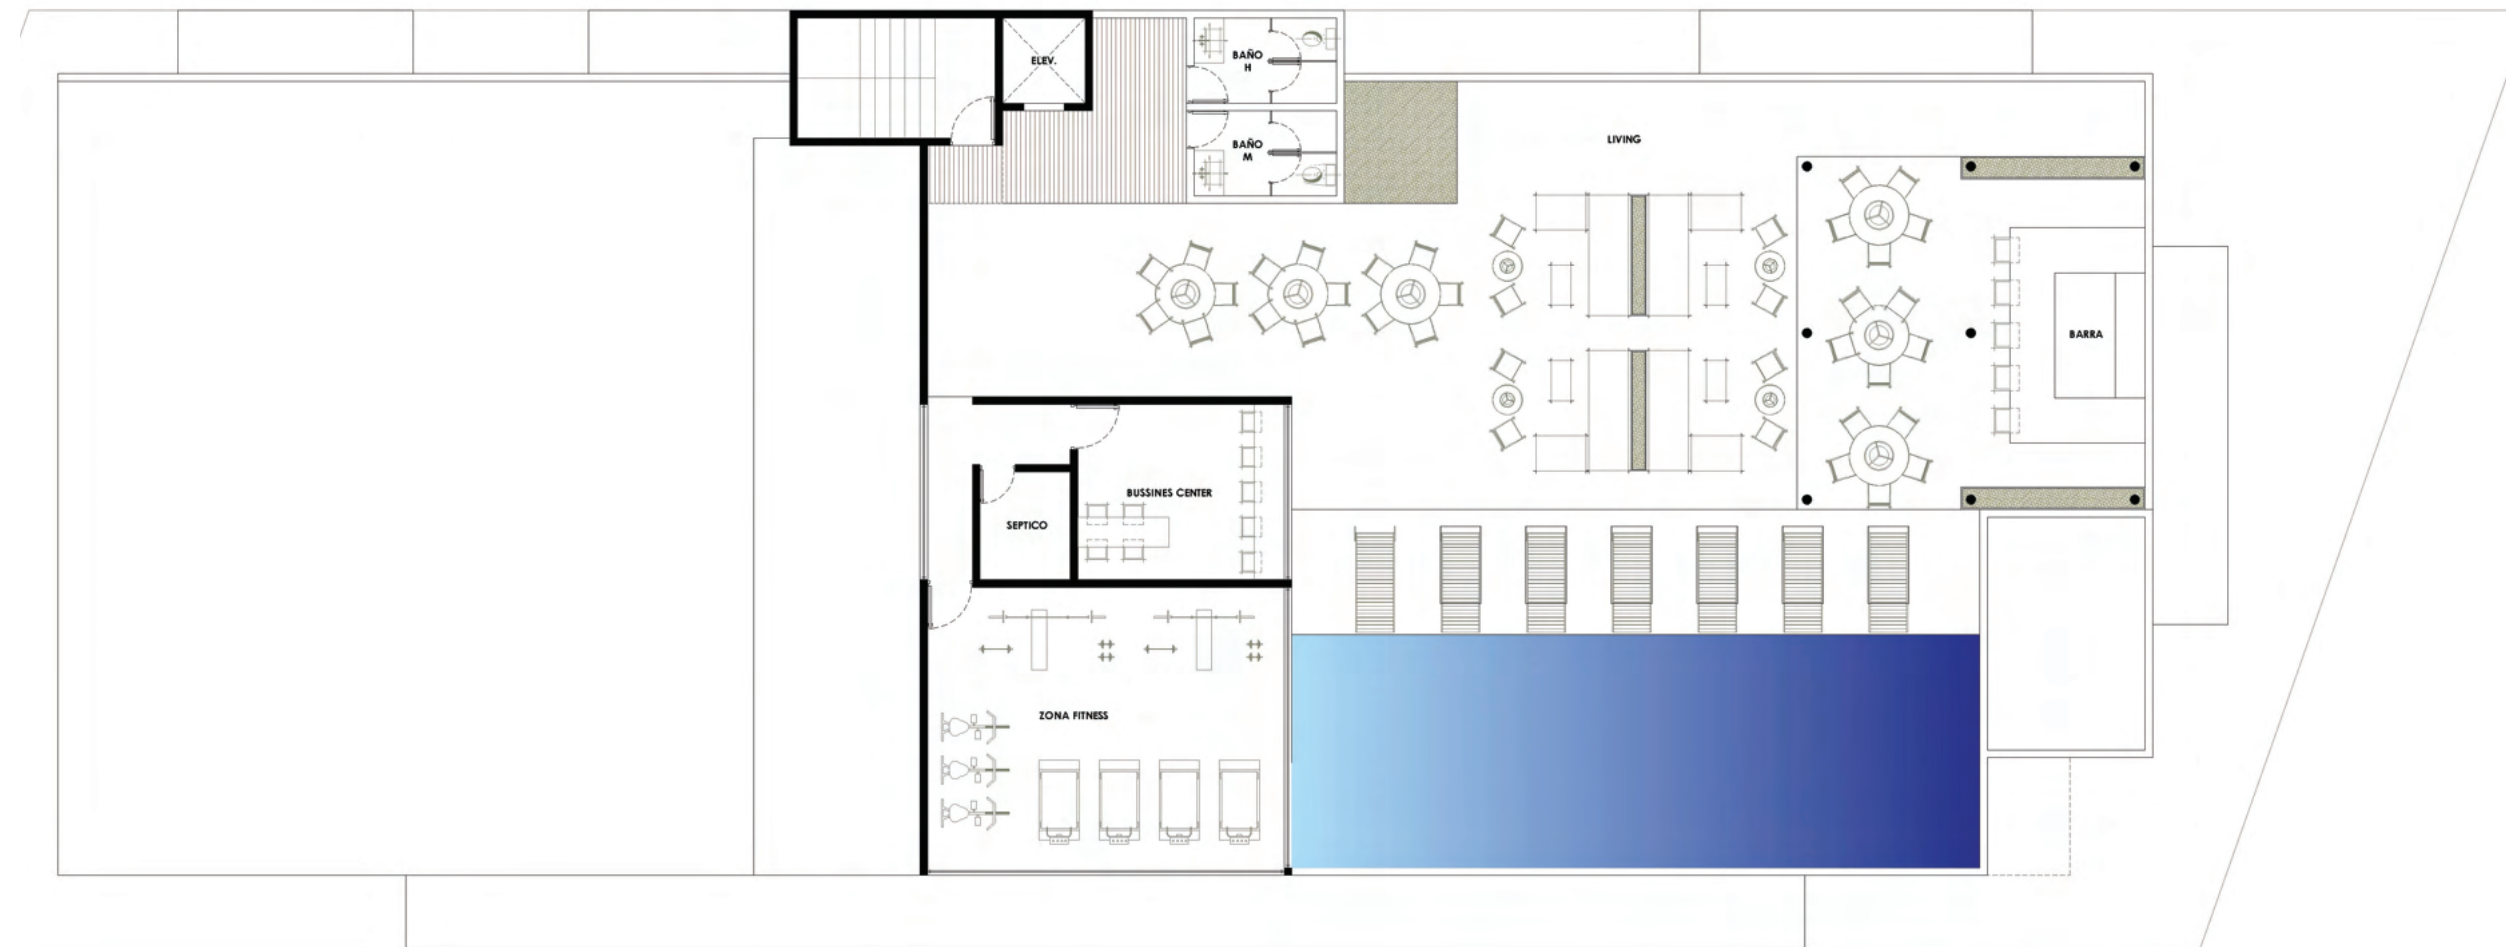 ELEV.
BAÑO
H
BAÑO
M
LIVING
BARRA
BUSSINES CENTER
SEPTICO
ZONA FITNESS